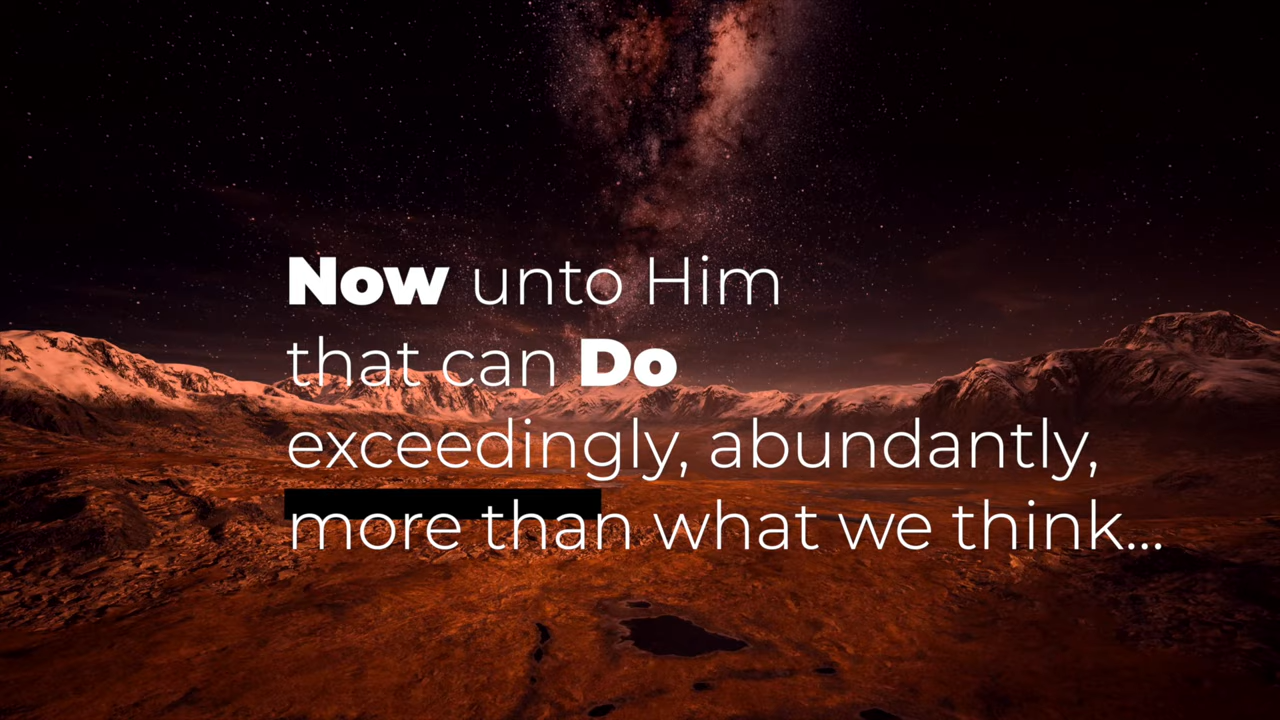 Now unto Him
that can Do
exceedingly, abundantly,
more than what we think...